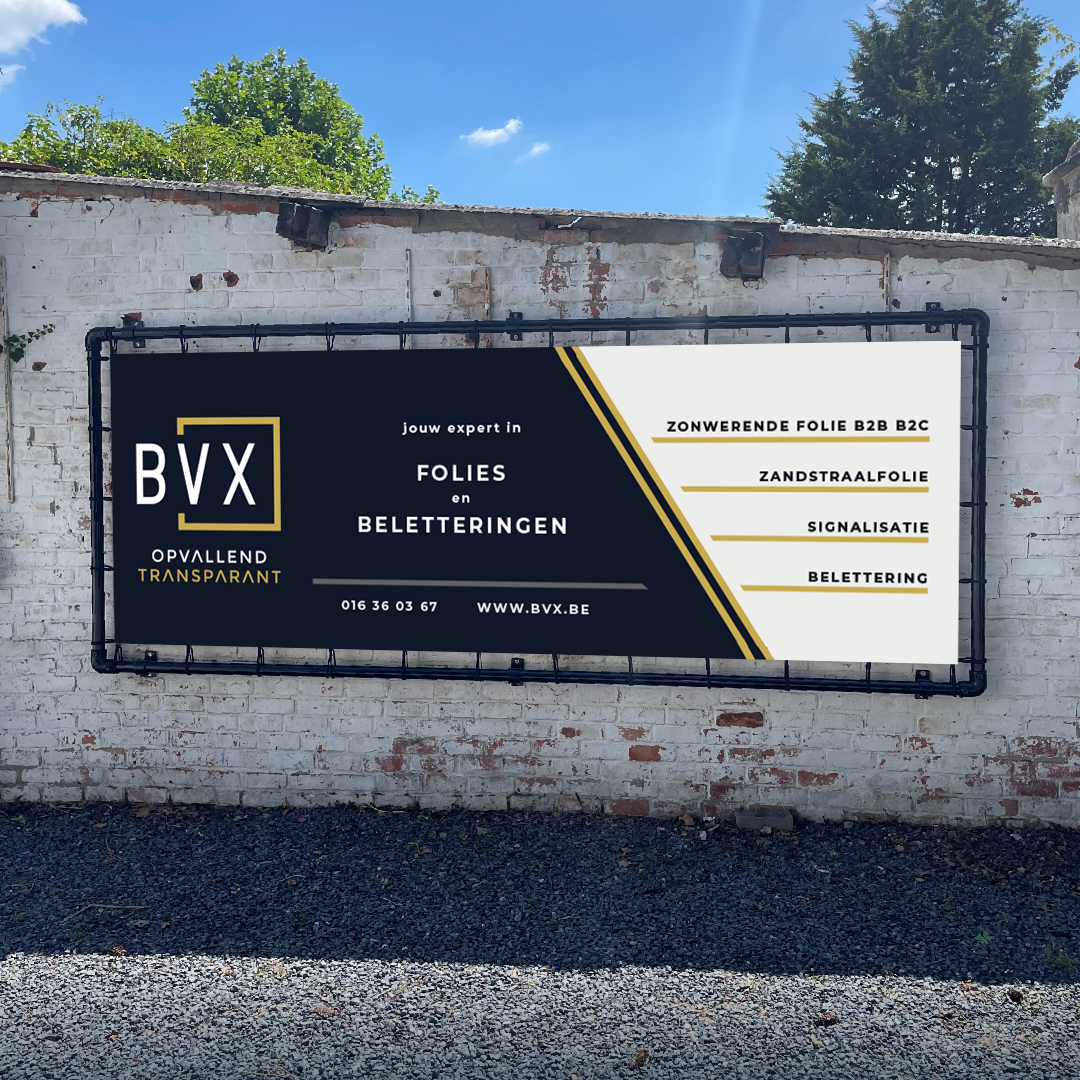 BVX
OPVALLEND
TRANSPARANT
jouw expert in
FOLIES
en
BELETTERINGEN
016 36 03 67 WWW.BVX.BE
ZONWERENDE FOLIE B2B B2C
ZANDSTRAALFOLIE
SIGNALISATIE
BELETTERING